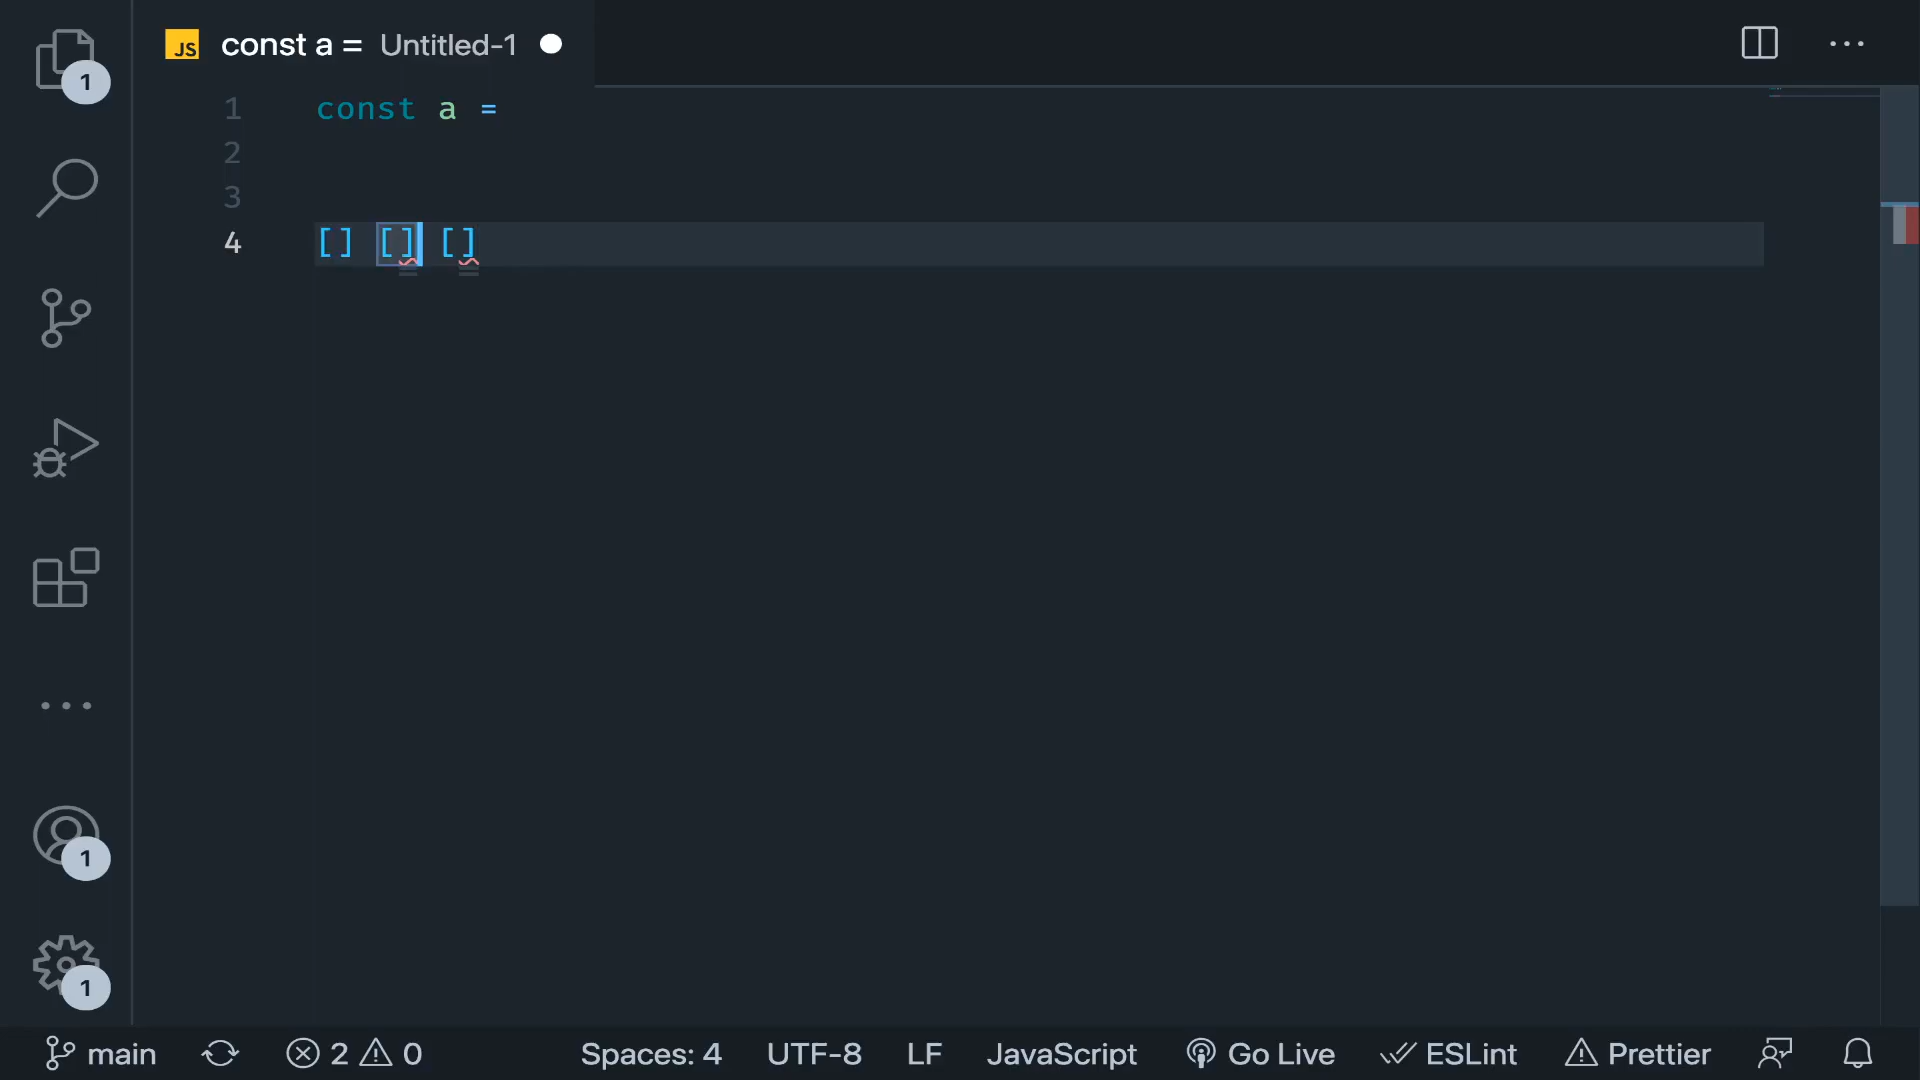 JS const a = Untitled-1
1
1 const a =
2
3
4 [] [] []
1
1
main 2 0 Spaces: 4 UTF-8 LF JavaScript Go Live ESLint Prettier